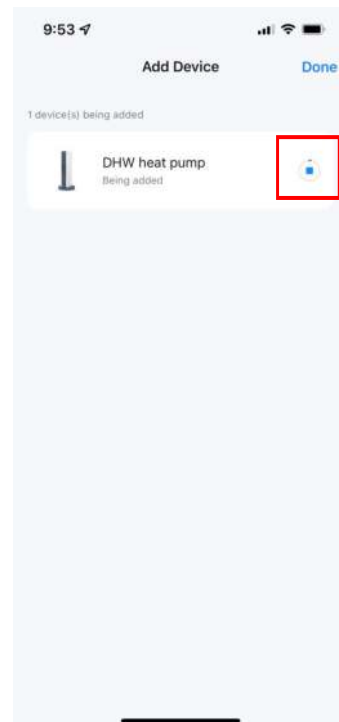 9:53
Add Device
Done
1 device(s) being added
DHW heat pump
Being added